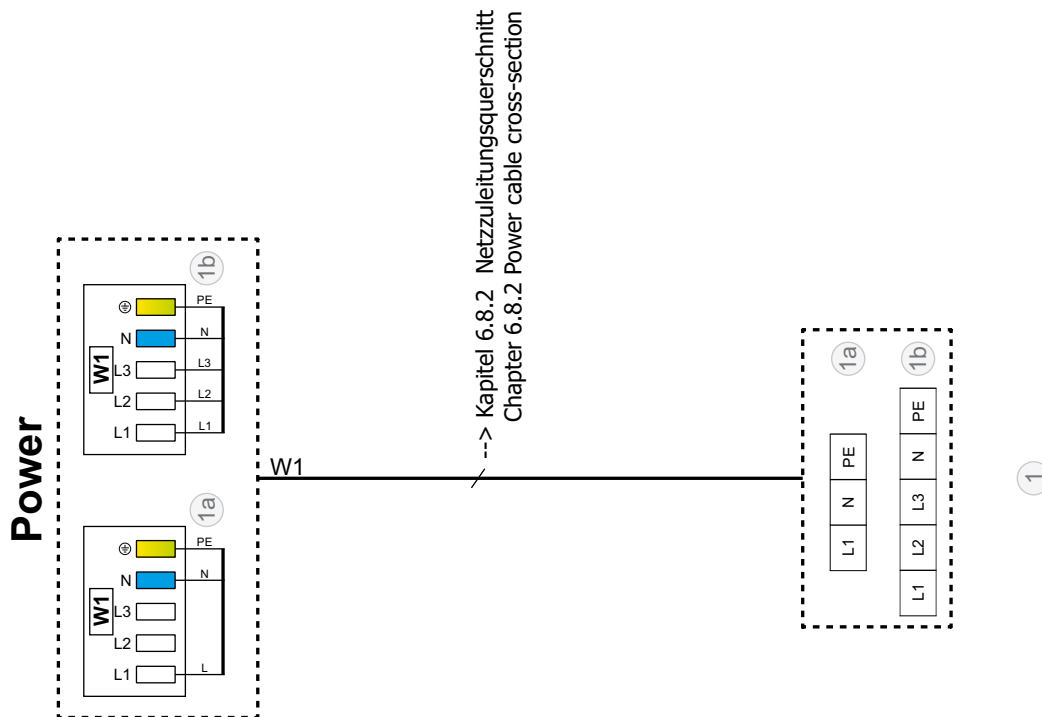 Power
⏚
N
L3
L2
L1
W1
PE
N
L3
L2
L1
1b
⏚
N
L3
L2
L1
W1
PE
N
L
1a
W1
--> Kapitel 6.8.2 Netzzuleitungsquerschnitt
Chapter 6.8.2 Power cable cross-section
1a
L1 N PE
1b
L1 L2 L3 N PE
1